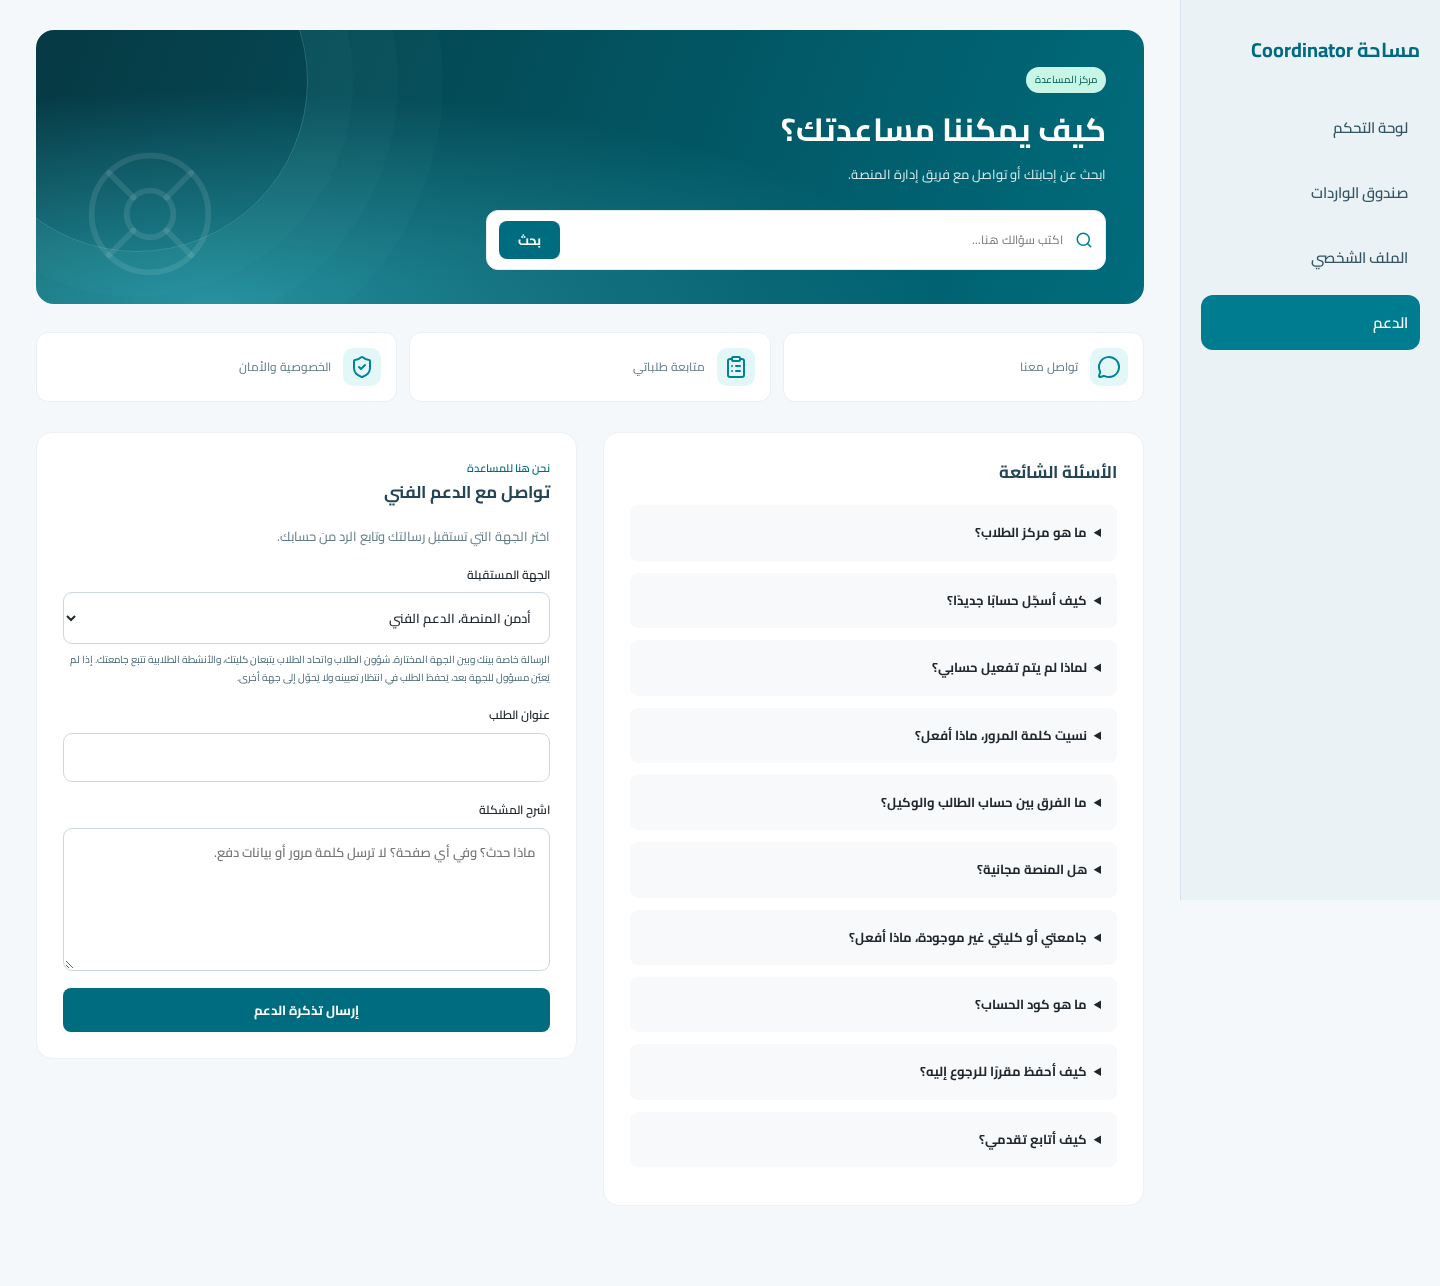 مساحة Coordinator
لوحة التحكم
صندوق الواردات
الملف الشخصي
الدعم
مركز المساعدة
كيف يمكننا مساعدتك؟
ابحث عن إجابتك أو تواصل مع فريق إدارة المنصة.
اكتب سؤالك هنا...
بحث
تواصل معنا
متابعة طلباتي
الخصوصية والأمان
الأسئلة الشائعة
ما هو مركز الطلاب؟
كيف أسجّل حسابًا جديدًا؟
لماذا لم يتم تفعيل حسابي؟
نسيت كلمة المرور، ماذا أفعل؟
ما الفرق بين حساب الطالب والوكيل؟
هل المنصة مجانية؟
جامعتي أو كليتي غير موجودة، ماذا أفعل؟
ما هو كود الحساب؟
كيف أحفظ مقررًا للرجوع إليه؟
كيف أتابع تقدمي؟
نحن هنا للمساعدة
تواصل مع الدعم الفني
اختر الجهة التي تستقبل رسالتك وتابع الرد من حسابك.
الجهة المستقبلة
أدمن المنصة، الدعم الفني
الرسالة خاصة بينك وبين الجهة المختارة. شؤون الطلاب واتحاد الطلاب يتبعان كليتك، والأنشطة الطلابية تتبع جامعتك. إذا لم
يُعيّن مسؤول للجهة بعد، يُحفظ الطلب في انتظار تعيينه ولا يُحوّل إلى جهة أخرى.
عنوان الطلب
اشرح المشكلة
ماذا حدث؟ وفي أي صفحة؟ لا ترسل كلمة مرور أو بيانات دفع.
إرسال تذكرة الدعم